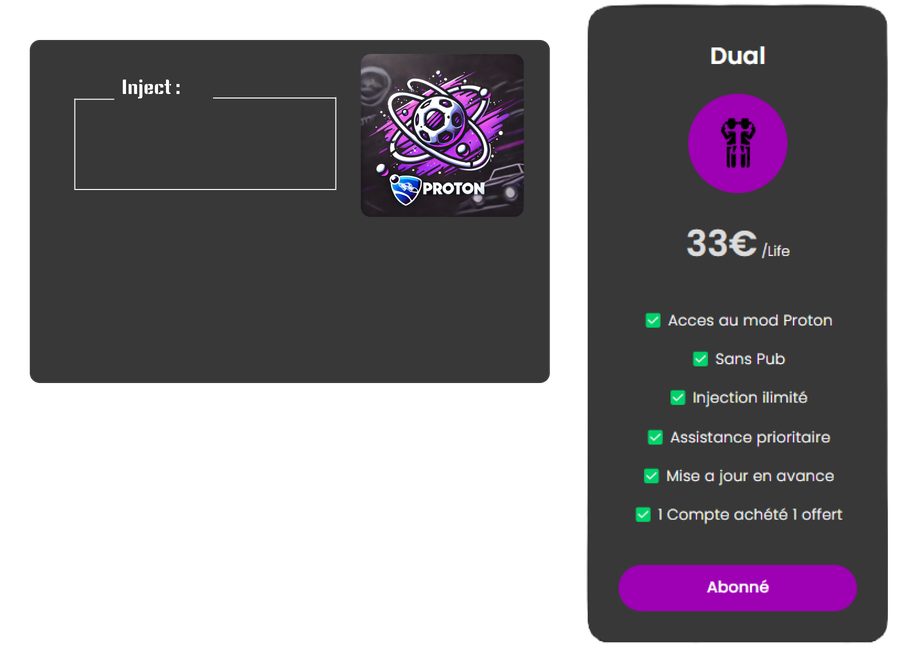 Inject :
PROTON
Dual
33€ /Life
Acces au mod Proton
Sans Pub
Injection ilimité
Assistance prioritaire
Mise a jour en avance
1 Compte achété 1 offert
Abonné